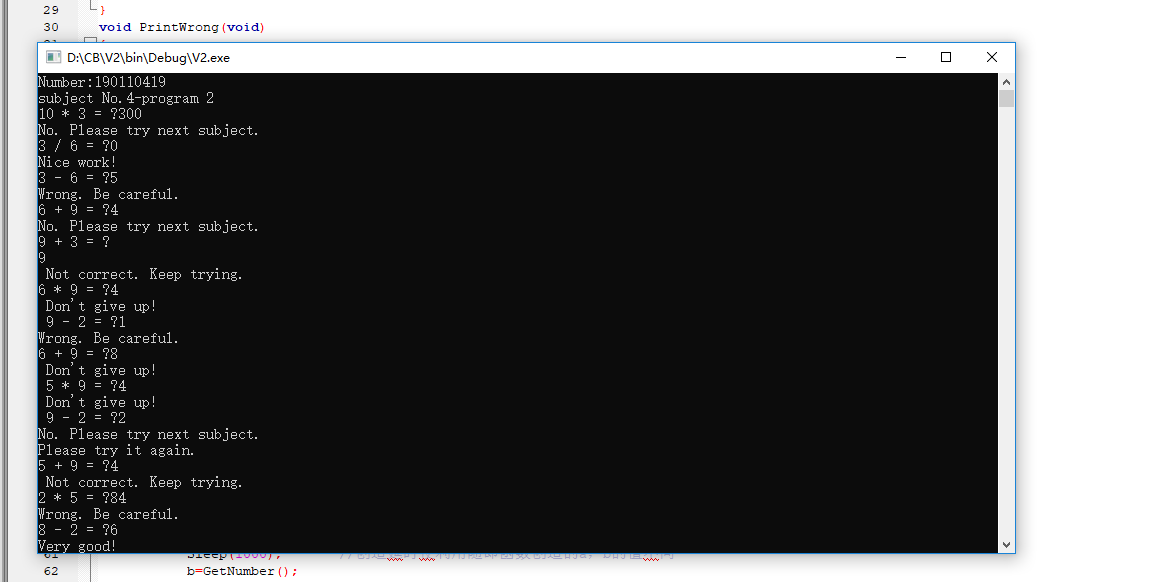 29
}
30 void PrintWrong(void)
D:\CB\V2\bin\Debug\V2.exe
Number:190110419
subject No.4-program 2
10 * 3 = ?300
No. Please try next subject.
3 / 6 = ?0
Nice work!
3 - 6 = ?5
Wrong. Be careful.
6 + 9 = ?4
No. Please try next subject.
9 + 3 = ?
9
Not correct. Keep trying.
6 * 9 = ?4
Don't give up!
9 - 2 = ?1
Wrong. Be careful.
6 + 9 = ?8
Don't give up!
5 * 9 = ?4
Don't give up!
9 - 2 = ?2
No. Please try next subject.
Please try it again.
5 + 9 = ?4
Not correct. Keep trying.
2 * 5 = ?84
Wrong. Be careful.
8 - 2 = ?6
Very good!
61 Sleep(1000);
62 b=GetNumber();